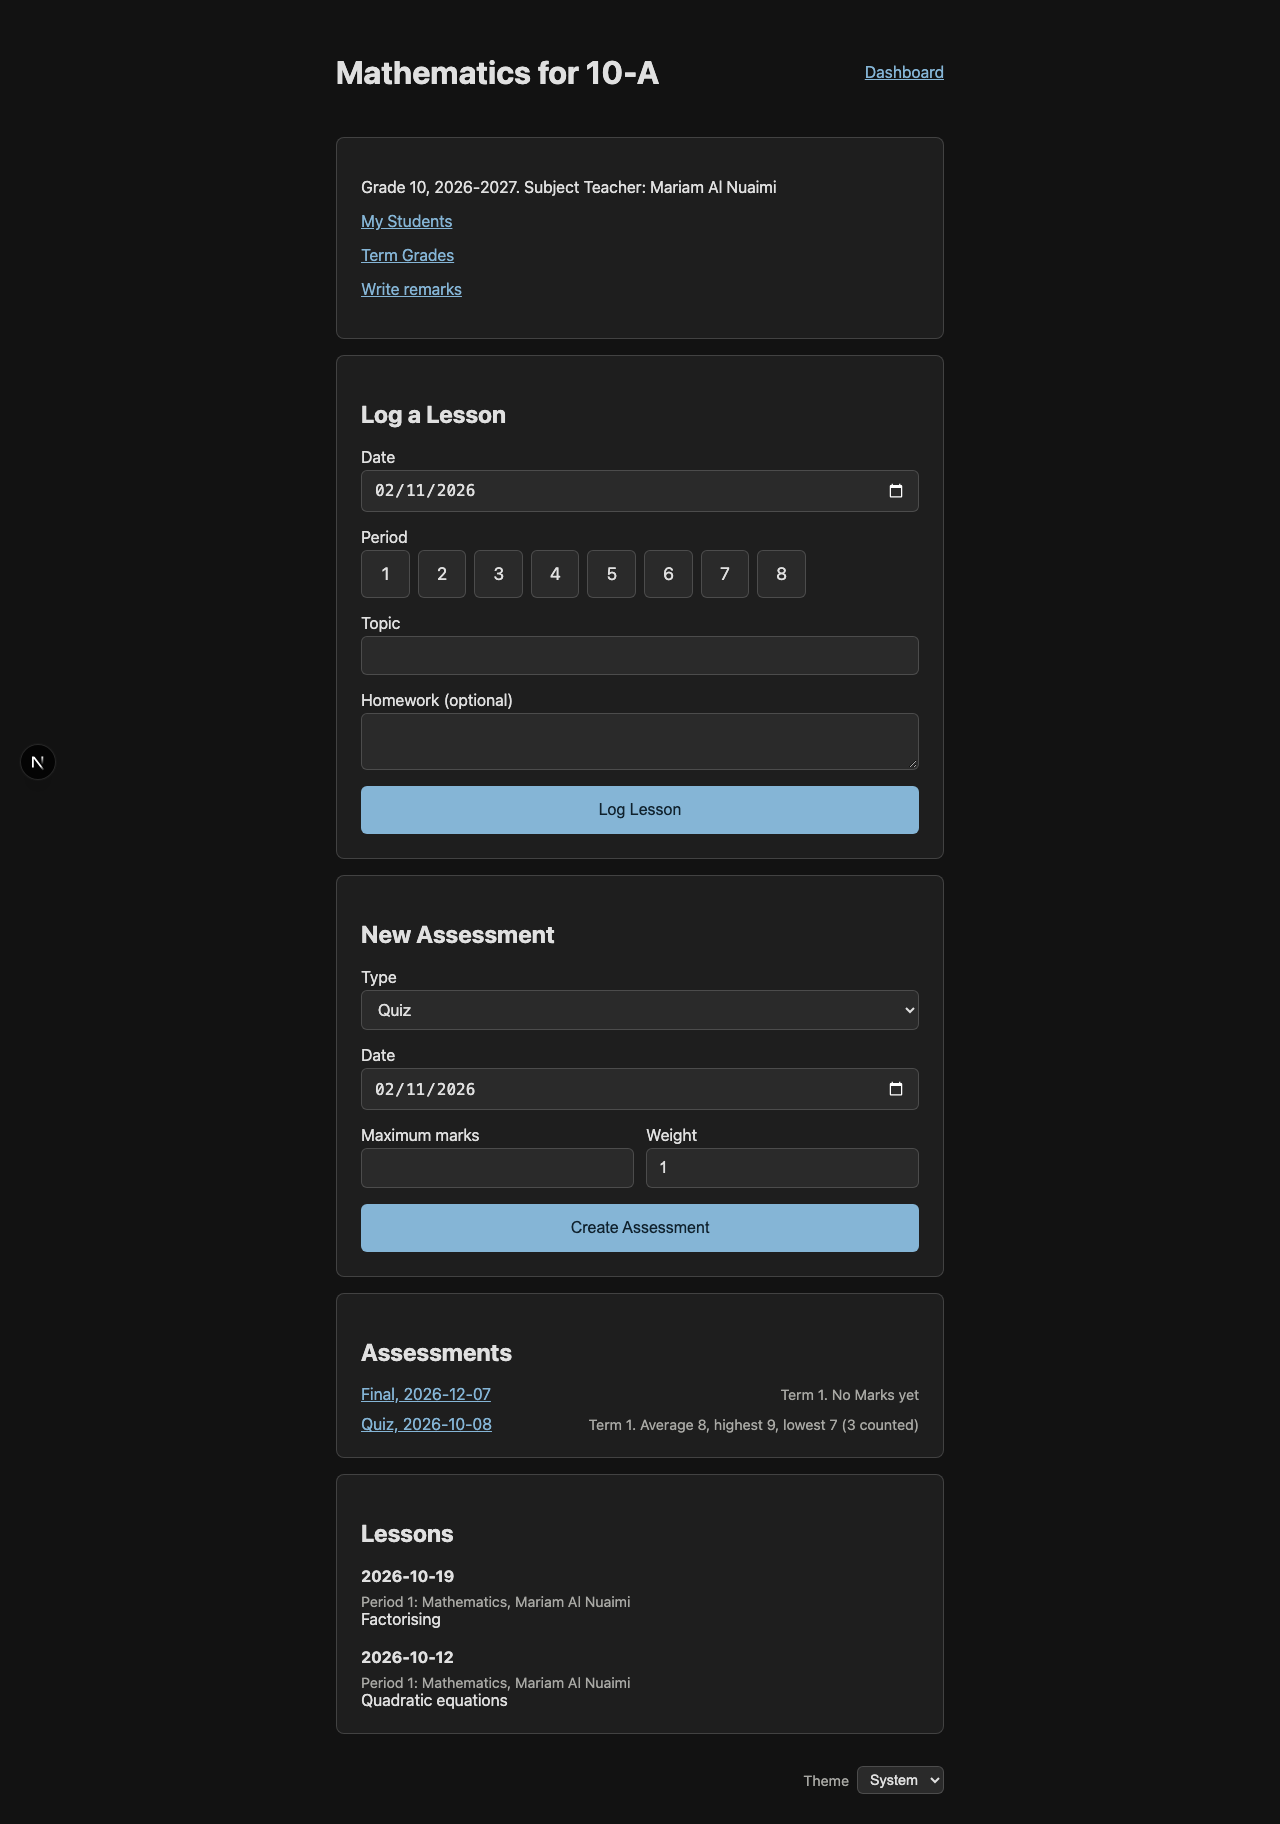 Mathematics for 10-A
Dashboard
Grade 10, 2026-2027. Subject Teacher: Mariam Al Nuaimi
My Students
Term Grades
Write remarks
Log a Lesson
Date
02/11/2026
Period
1 2 3 4 5 6 7 8
Topic
Homework (optional)
Log Lesson
New Assessment
Type
Quiz
Date
02/11/2026
Maximum marks Weight
1
Create Assessment
Assessments
Final, 2026-12-07 Term 1. No Marks yet
Quiz, 2026-10-08 Term 1. Average 8, highest 9, lowest 7 (3 counted)
Lessons
2026-10-19
Period 1: Mathematics, Mariam Al Nuaimi
Factorising
2026-10-12
Period 1: Mathematics, Mariam Al Nuaimi
Quadratic equations
Theme System
N